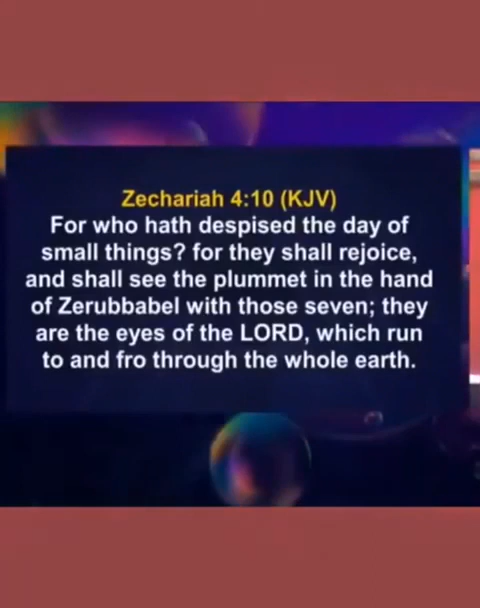 Zechariah 4:10 (KJV)
For who hath despised the day of
small things? for they shall rejoice,
and shall see the plummet in the hand
of Zerubbabel with those seven; they
are the eyes of the LORD, which run
to and fro through the whole earth.